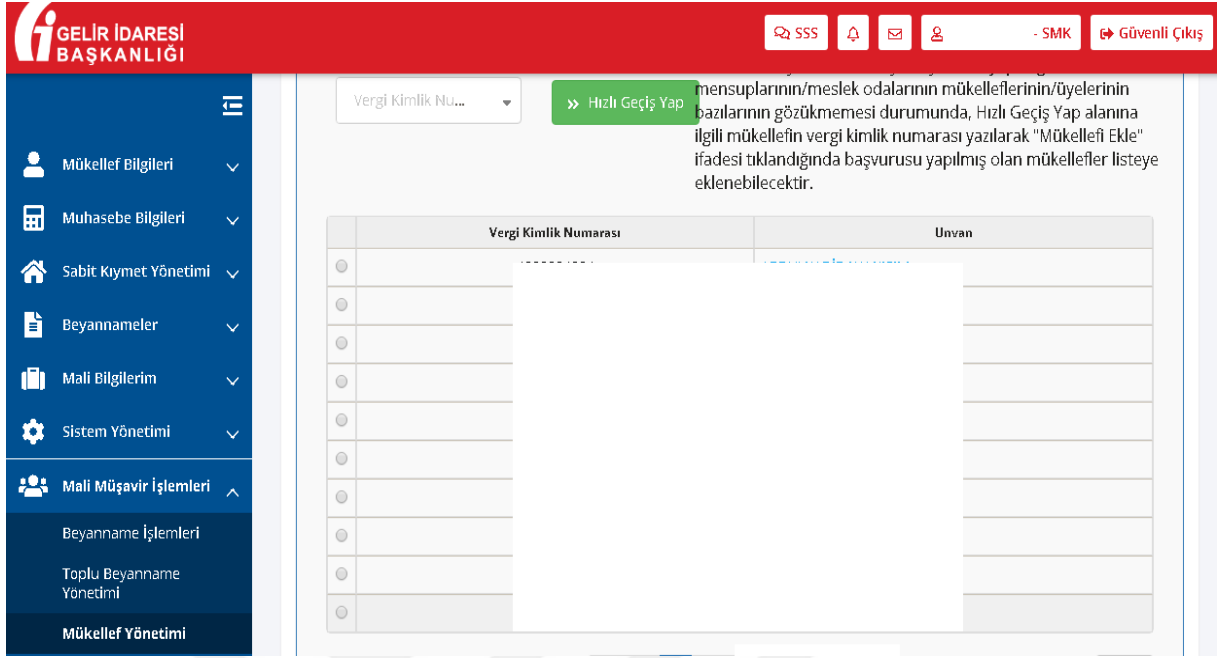 GELİR İDARESİ
BAŞKANLIĞI
SSS
- SMK
Güvenli Çıkış
Mükellef Bilgileri
Muhasebe Bilgileri
Sabit Kıymet Yönetimi
Beyannameler
Mali Bilgilerim
Sistem Yönetimi
Mali Müşavir İşlemleri
Beyanname İşlemleri
Toplu Beyanname
Yönetimi
Mükellef Yönetimi
Vergi Kimlik Nu...
Hızlı Geçiş Yap
mensuplarının/meslek odalarının mükelleflerinin/üyelerinin
bazılarının gözükmemesi durumunda, Hızlı Geçiş Yap alanına
ilgili mükellefin vergi kimlik numarası yazılarak "Mükellefi Ekle"
ifadesi tıklandığında başvurusu yapılmış olan mükellefler listeye
eklenebilecektir.
Vergi Kimlik Numarası
Unvan